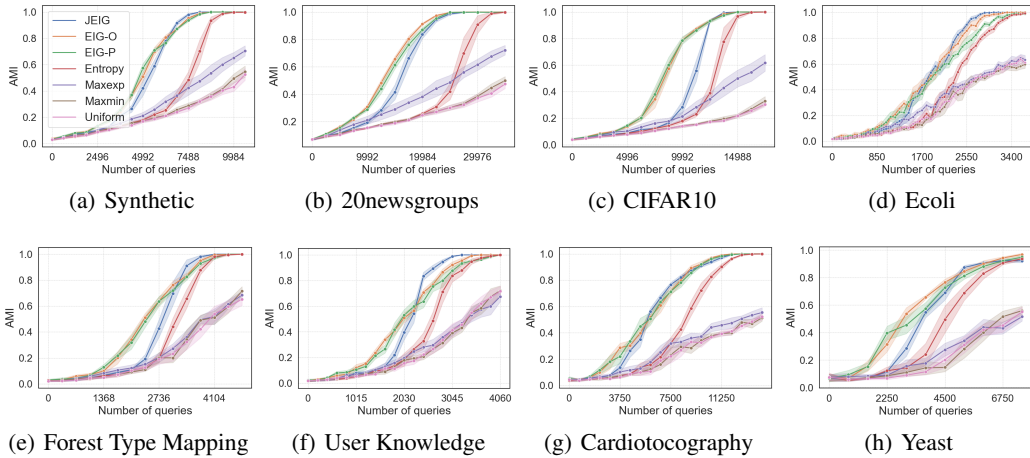 AMI
1.0
0.8
0.6
0.4
0.2
0.0
JEIG
EIG-O
EIG-P
Entropy
Maxexp
Maxmin
Uniform
0 2496 4992 7488 9984
Number of queries
(a) Synthetic
AMI
1.0
0.8
0.6
0.4
0.2
0 9992 19984 29976
Number of queries
(b) 20newsgroups
AMI
1.0
0.8
0.6
0.4
0.2
0.0
0 4996 9992 14988
Number of queries
(c) CIFAR10
AMI
1.0
0.8
0.6
0.4
0.2
0.0
0 850 1700 2550 3400
Number of queries
(d) Ecoli
AMI
1.0
0.8
0.6
0.4
0.2
0.0
0 1368 2736 4104
Number of queries
(e) Forest Type Mapping
AMI
1.0
0.8
0.6
0.4
0.2
0.0
0 1015 2030 3045 4060
Number of queries
(f) User Knowledge
AMI
1.0
0.8
0.6
0.4
0.2
0.0
0 3750 7500 11250
Number of queries
(g) Cardiotocography
AMI
1.0
0.8
0.6
0.4
0.2
0.0
0 2250 4500 6750
Number of queries
(h) Yeast